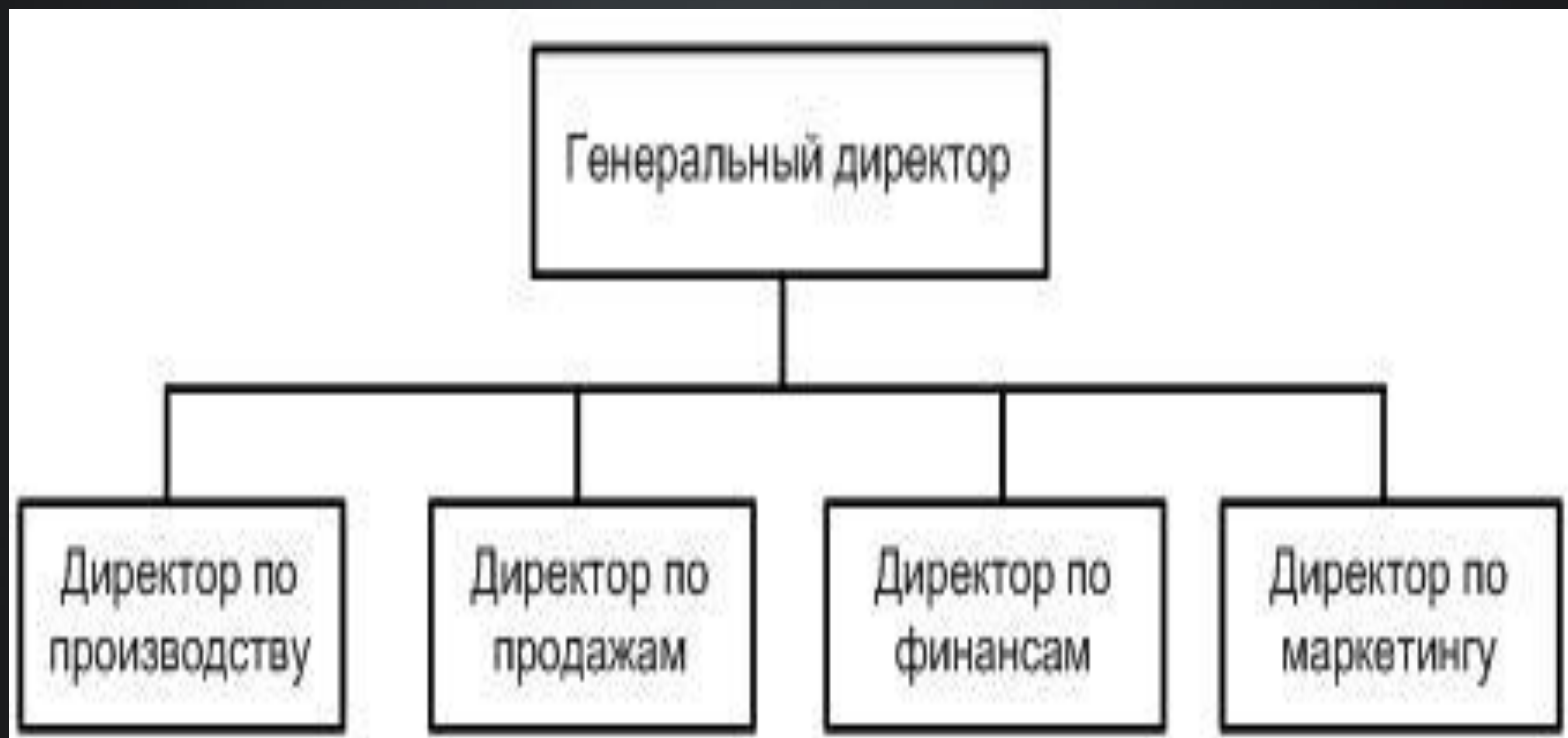 Генеральный директор
Директор по
производству
Директор по
продажам
Директор по
финансам
Директор по
маркетингу